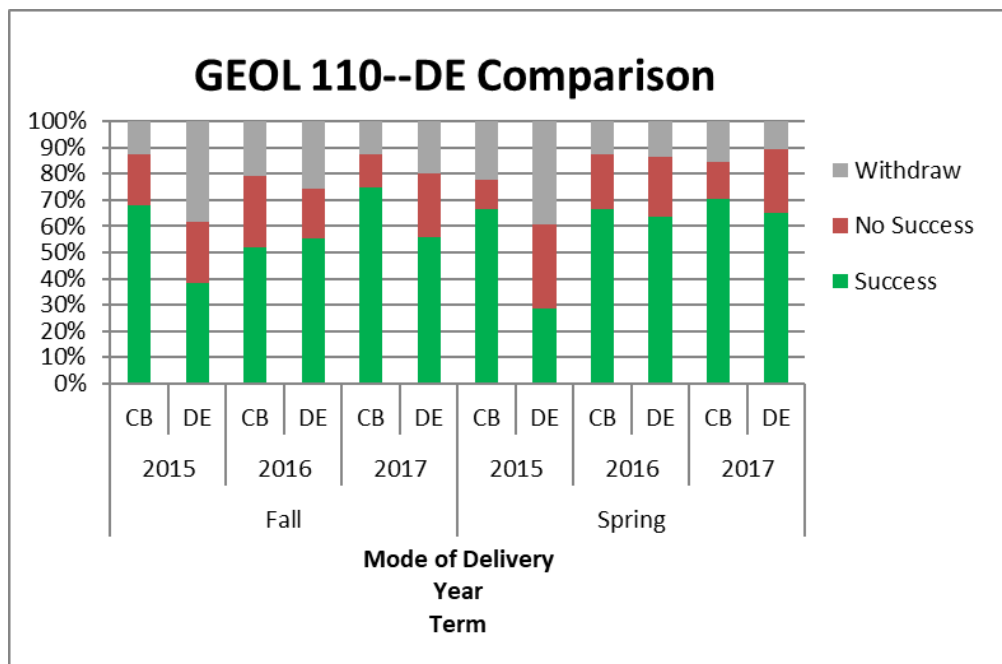 GEOL 110--DE Comparison
100%
90%
80%
70%
60%
50%
40%
30%
20%
10%
0%
Withdraw
No Success
Success
CB DE CB DE CB DE CB DE CB DE CB DE
2015 2016 2017 2015 2016 2017
Fall Spring
Mode of Delivery
Year
Term